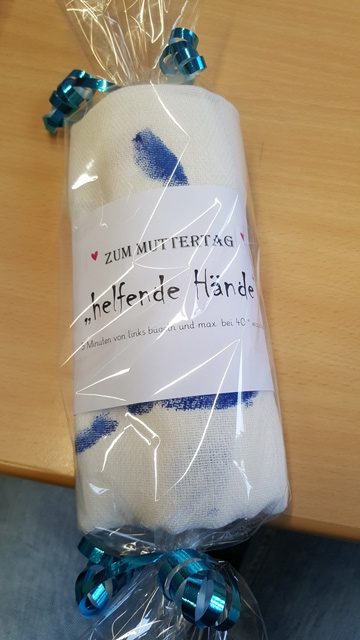 ZUM MUTTERTAG
„helfende Hände
Minuten von links bügeln und max. bei 40°